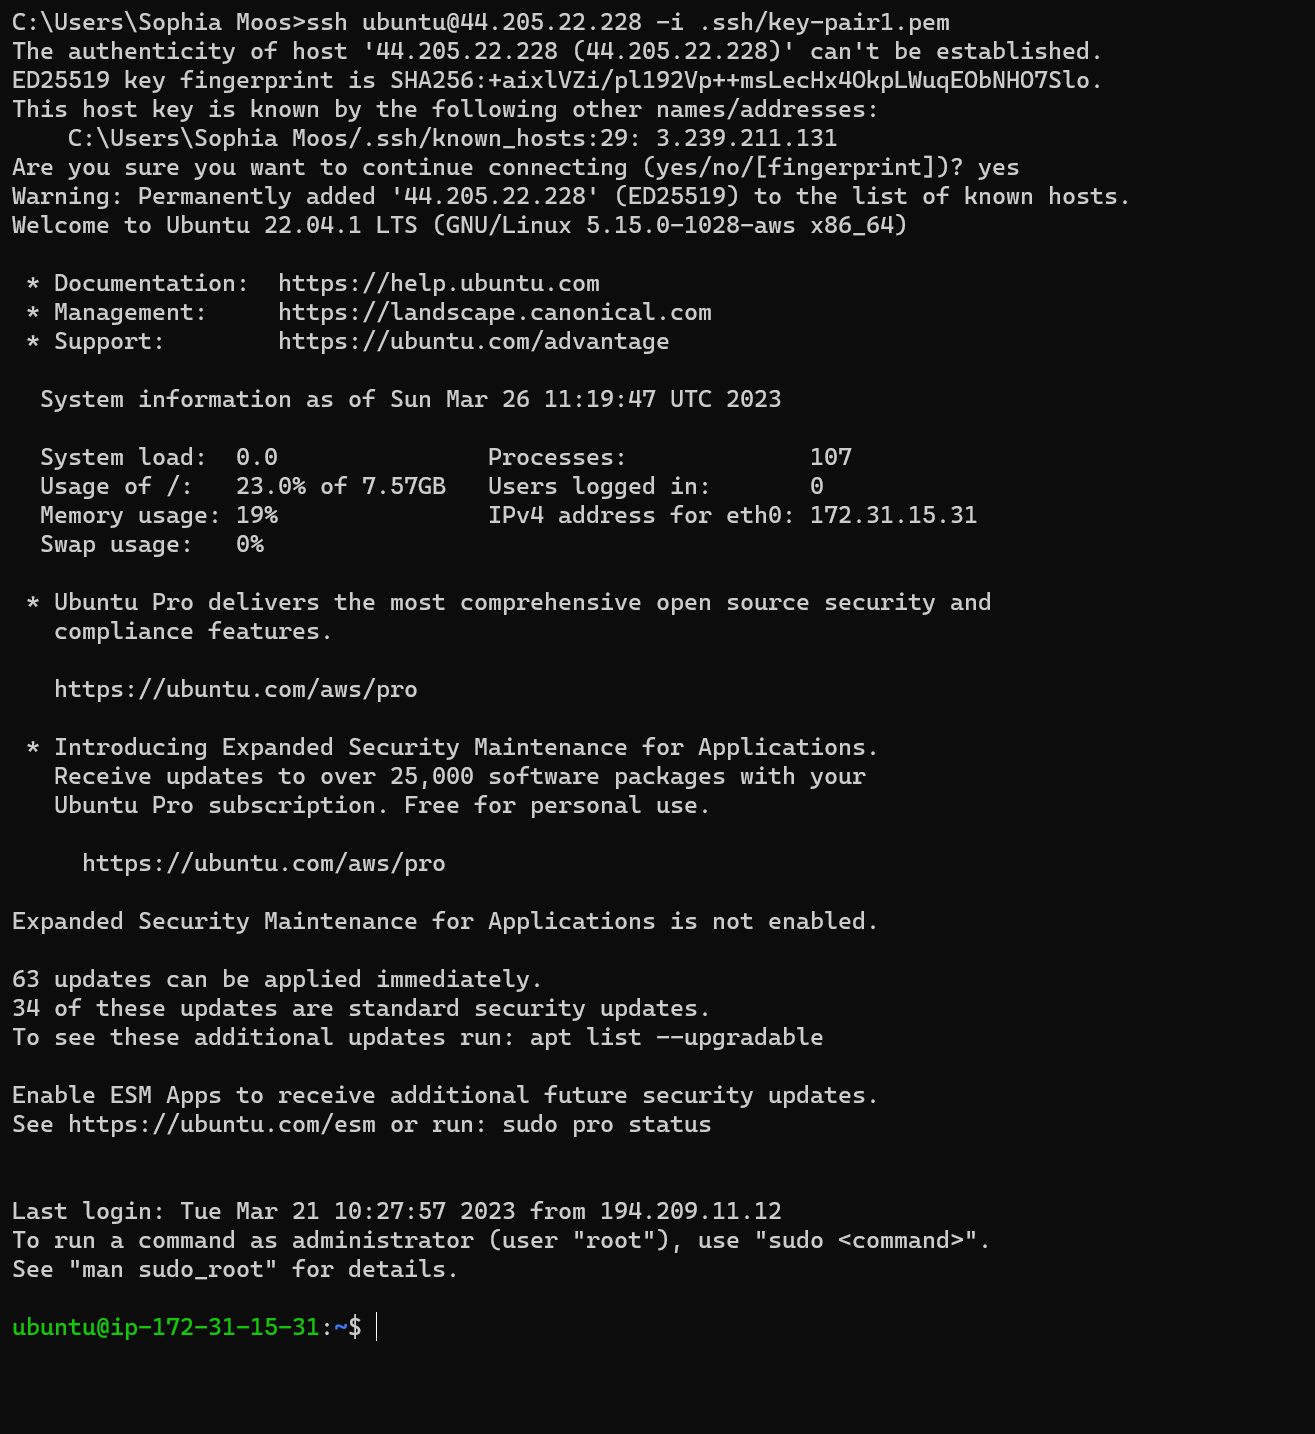 C:\Users\Sophia Moos>ssh ubuntu@44.205.22.228 -i .ssh/key-pair1.pem
The authenticity of host '44.205.22.228 (44.205.22.228)' can't be established.
ED25519 key fingerprint is SHA256:+aixlVZi/pl192Vp++msLecHx4OkpLWuqEObNHO7Slo.
This host key is known by the following other names/addresses:
    C:\Users\Sophia Moos/.ssh/known_hosts:29: 3.239.211.131
Are you sure you want to continue connecting (yes/no/[fingerprint])? yes
Warning: Permanently added '44.205.22.228' (ED25519) to the list of known hosts.
Welcome to Ubuntu 22.04.1 LTS (GNU/Linux 5.15.0-1028-aws x86_64)

 * Documentation:  https://help.ubuntu.com
 * Management:     https://landscape.canonical.com
 * Support:        https://ubuntu.com/advantage

  System information as of Sun Mar 26 11:19:47 UTC 2023

  System load:  0.0               Processes:             107
  Usage of /:   23.0% of 7.57GB   Users logged in:       0
  Memory usage: 19%               IPv4 address for eth0: 172.31.15.31
  Swap usage:   0%

 * Ubuntu Pro delivers the most comprehensive open source security and
   compliance features.

   https://ubuntu.com/aws/pro

 * Introducing Expanded Security Maintenance for Applications.
   Receive updates to over 25,000 software packages with your
   Ubuntu Pro subscription. Free for personal use.

     https://ubuntu.com/aws/pro

Expanded Security Maintenance for Applications is not enabled.

63 updates can be applied immediately.
34 of these updates are standard security updates.
To see these additional updates run: apt list --upgradable

Enable ESM Apps to receive additional future security updates.
See https://ubuntu.com/esm or run: sudo pro status


Last login: Tue Mar 21 10:27:57 2023 from 194.209.11.12
To run a command as administrator (user "root"), use "sudo <command>".
See "man sudo_root" for details.

ubuntu@ip-172-31-15-31:~$